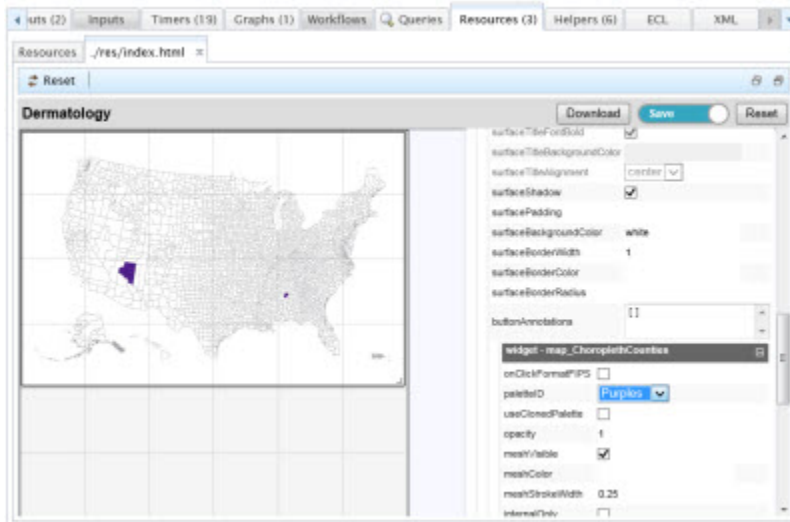 uts (2) Inputs Timers (19) Graphs (1) Workflows Queries Resources (3) Helpers (6) ECL XML
Resources ./res/index.html
Reset
Dermatology Download Save Reset
surfaceTitleFontBold
surfaceTitleBackgroundColor
surfaceTitleAlignment center
surfaceShadow
surfacePadding
surfaceBackgroundColor white
surfaceBorderWidth 1
surfaceBorderColor
surfaceBorderRadius
buttonAnnotations []
widget - map_ChoroplethCounties
onClickFormatFIPS
paletteID Purples
useClonedPalette
opacity 1
meshVisible
meshColor
meshStrokeWidth 0.25
internalOnly